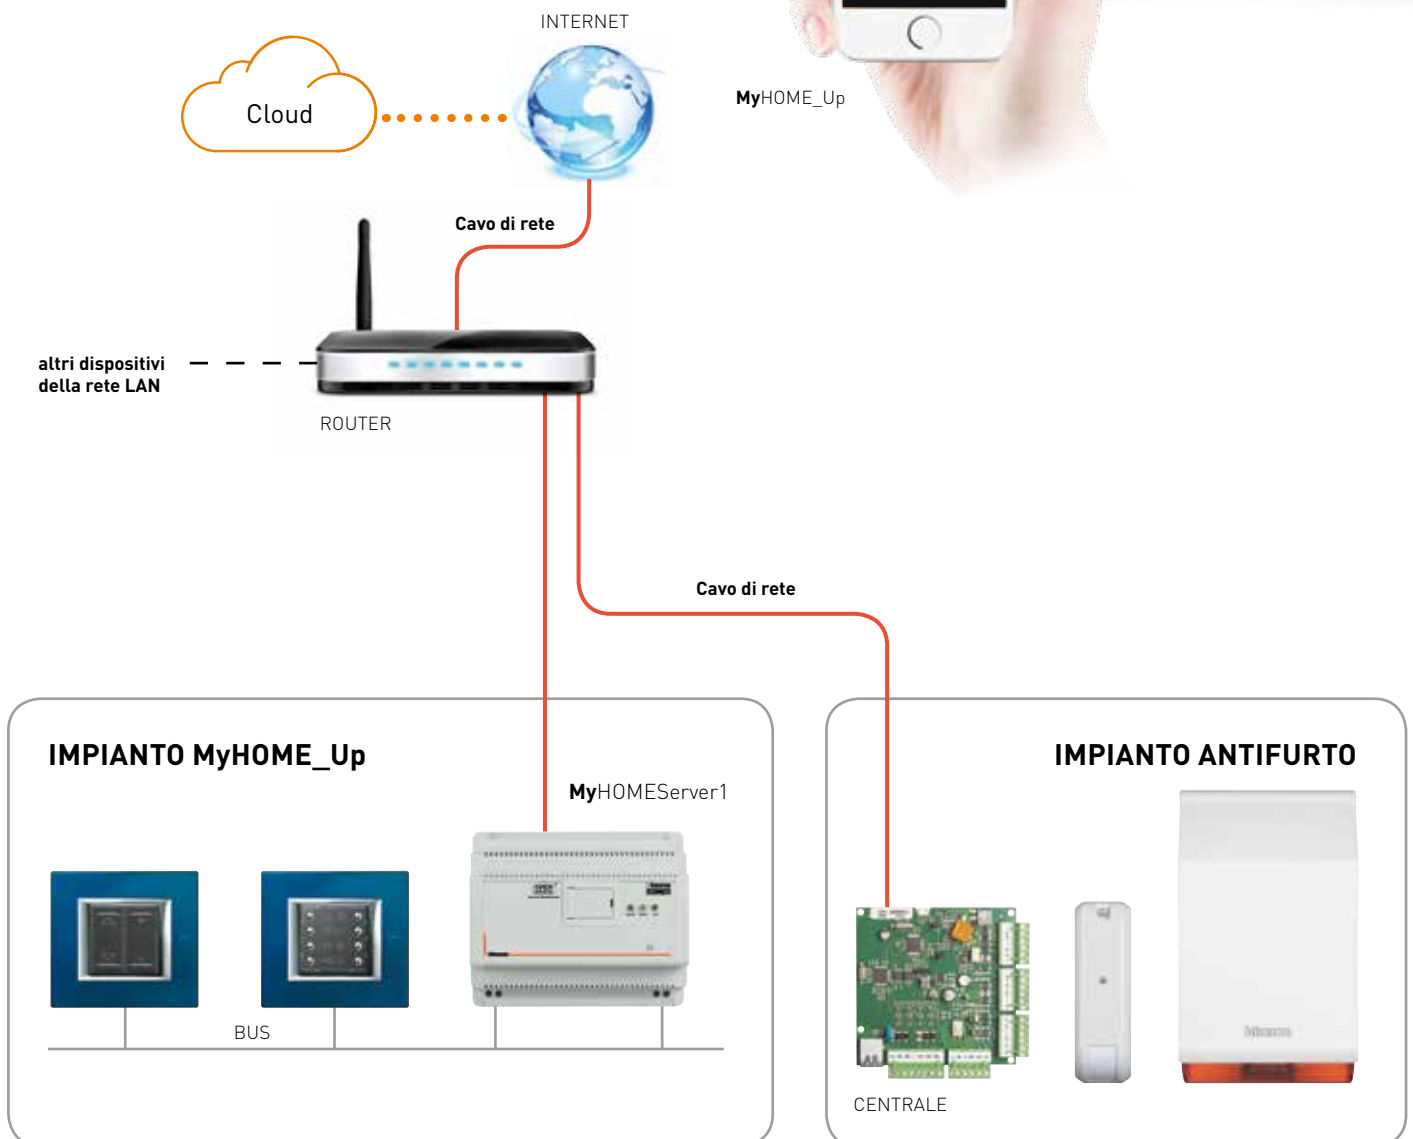 INTERNET
Cloud
MyHOME_Up
Cavo di rete
altri dispositivi
della rete LAN
ROUTER
Cavo di rete
IMPIANTO MyHOME_Up
MyHOMEServer1
BUS
IMPIANTO ANTIFURTO
CENTRALE